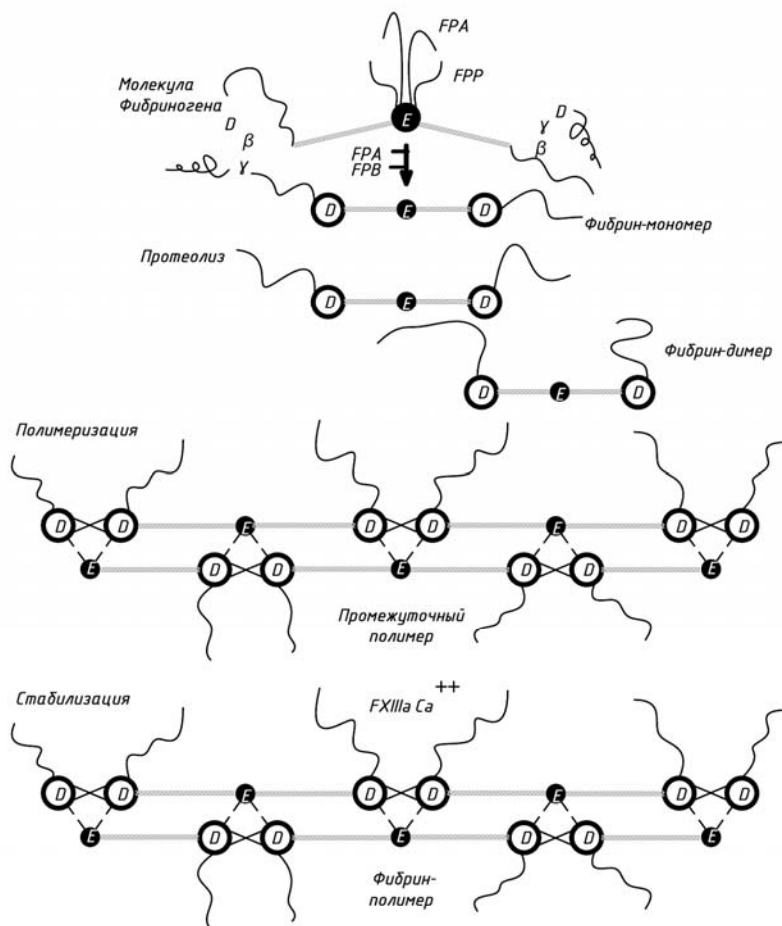 FPA
FPP
Молекула
Фибриногена
E
D
β
γ
D
γ
β
FPA
FPB
D E D
Фибрин-мономер
Протеолиз
D E D
Фибрин-димер
D E D
Полимеризация
D D E D D E D D
E D D E D D E
Промежуточный
полимер
Стабилизация
FXIIIa Ca++
D D E D D E D D
E D D E D D E
Фибрин-
полимер